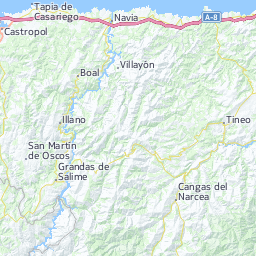 Tapia de
Casariego
Navia
A-8
Castropol
Villayón
Boal
Illano
Tineo
San Martín
de Oscos
Grandas de
Salime
Cangas del
Narcea